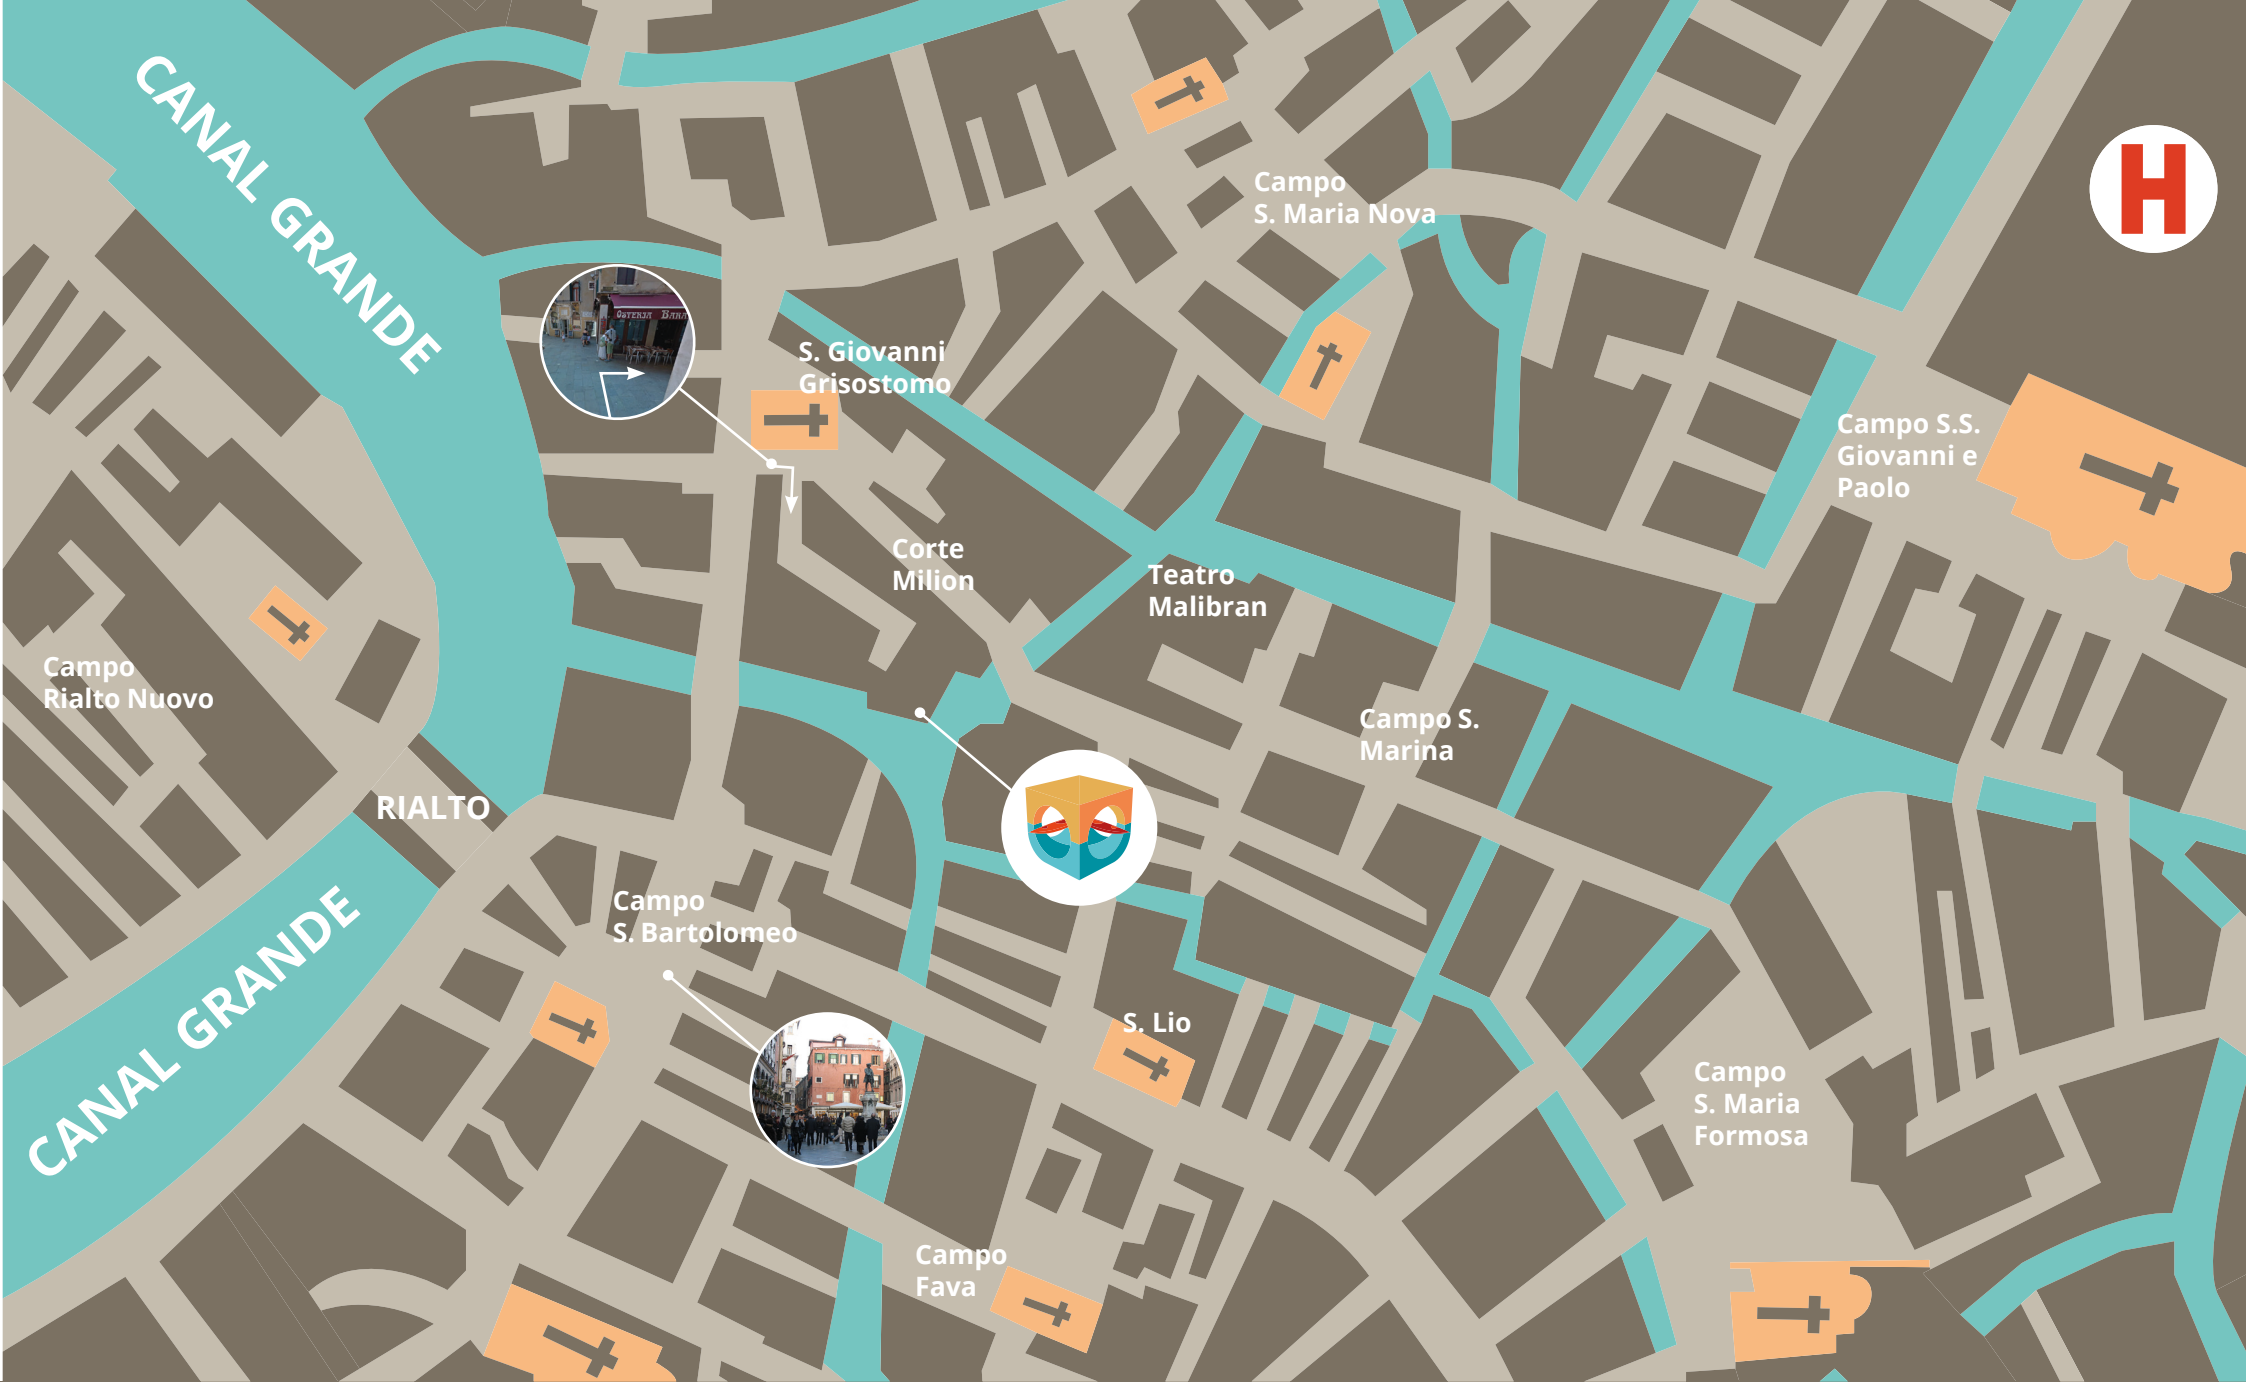 CANAL GRANDE
H
Campo
S. Maria Nova
OSTERIA
S. Giovanni
Grisostomo
Campo S.S.
Giovanni e
Paolo
Corte
Milion
Teatro
Malibran
Campo
Rialto Nuovo
Campo S.
Marina
RIALTO
Campo
S. Bartolomeo
CANAL GRANDE
S. Lio
Campo
S. Maria
Formosa
Campo
Fava